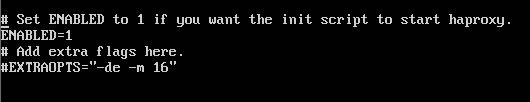 # Set ENABLED to 1 if you want the init script to start haproxy.
ENABLED=1
# Add extra flags here.
#EXTRAOPTS="-de -m 16"